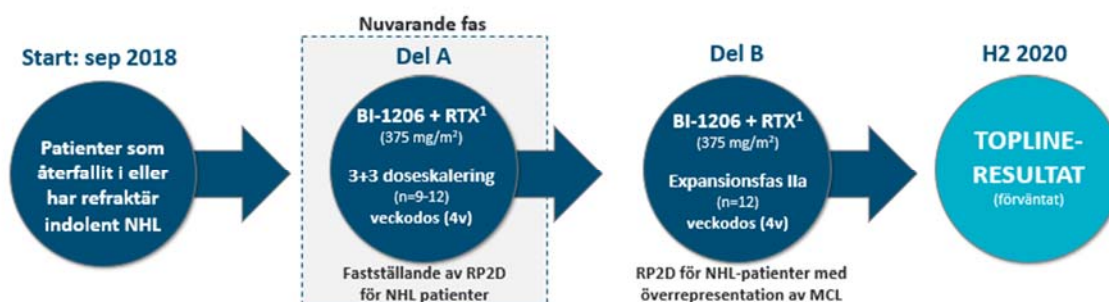 Start: sep 2018
Patienter som
återfallit i eller
har refraktär
indolent NHL
Nuvarande fas
Del A
BI-1206 + RTX¹
(375 mg/m²)
3+3 doseskalering
(n=9-12)
veckodos (4v)
Fastställande av RP2D
för NHL patienter
Del B
BI-1206 + RTX¹
(375 mg/m²)
Expansionsfas IIa
(n=12)
veckodos (4v)
RP2D för NHL-patienter med
överrepresentation av MCL
H2 2020
TOPLINE-
RESULTAT
(förväntat)